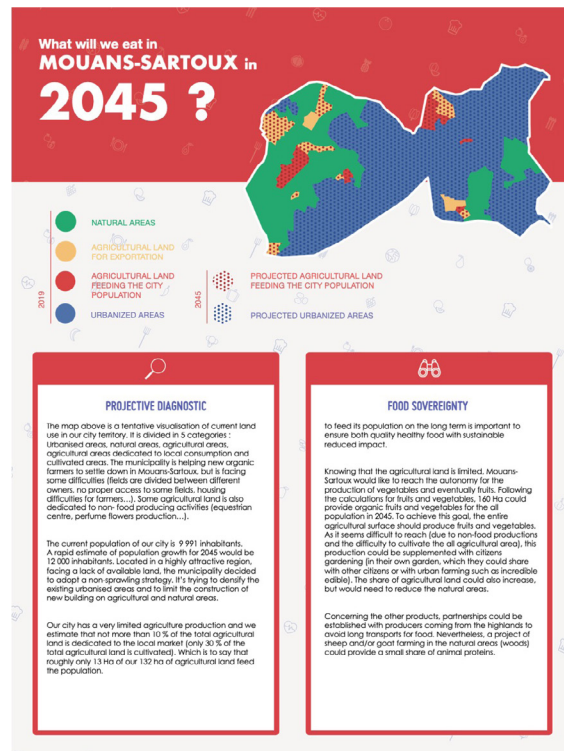 What will we eat in
MOUANS-SARTOUX in
2045 ?
NATURAL AREAS
AGRICULTURAL LAND
FOR EXPORTATION
AGRICULTURAL LAND
FEEDING THE CITY
POPULATION
URBANIZED AREAS
2019
PROJECTED AGRICULTURAL LAND
FEEDING THE CITY POPULATION
PROJECTED URBANIZED AREAS
2045
PROJECTIVE DIAGNOSTIC
The map above is a tentative visualisation of current land
use in our city territory. It is divided in 5 categories :
Urbanised areas, natural areas, agricultural areas,
agricultural areas dedicated to local consumption and
cultivated areas. The municipality is helping new organic
farmers to settle down in Mouans-Sartoux, but is facing
some difficulties (fields are divided between different
owners, no proper access to some fields, housing
difficulties for farmers...). Some agricultural land is also
dedicated to non- food producing activities (equestrian
centre, perfume flowers production...).
The current population of our city is 9 991 inhabitants.
A rapid estimate of population growth for 2045 would be
12 000 inhabitants. Located in a highly attractive region,
facing a lack of available land, the municipality decided
to adopt a non-sprawling strategy. It's trying to densify the
existing urbanised areas and to limit the construction of
new building on agricultural and natural areas.
Our city has a very limited agriculture production and we
estimate that not more than 10 % of the total agricultural
land is dedicated to the local market (only 30 % of the
total agricultural land is cultivated). Which is to say that
roughly only 13 Ha of our 132 ha of agricultural land feed
the population.
FOOD SOVEREIGNTY
to feed its population on the long term is important to
ensure both quality healthy food with sustainable
reduced impact.
Knowing that the agricultural land is limited, Mouans-
Sartoux would like to reach the autonomy for the
production of vegetables and eventually fruits. Following
the calculations for fruits and vegetables, 160 Ha could
provide organic fruits and vegetables for the all
population in 2045. To achieve this goal, the entire
agricultural surface should produce fruits and vegetables.
As it seems difficult to reach (due to non-food productions
and the difficulty to cultivate the all agricultural area), this
production could be supplemented with citizens
gardening (in their own garden, which they could share
with other citizens or with urban farming such as incredible
edible). The share of agricultural land could also increase,
but would need to reduce the natural areas.
Concerning the other products, partnerships could be
established with producers coming from the highlands to
avoid long transports for food. Nevertheless, a project of
sheep and/or goat farming in the natural areas (woods)
could provide a small share of animal proteins.